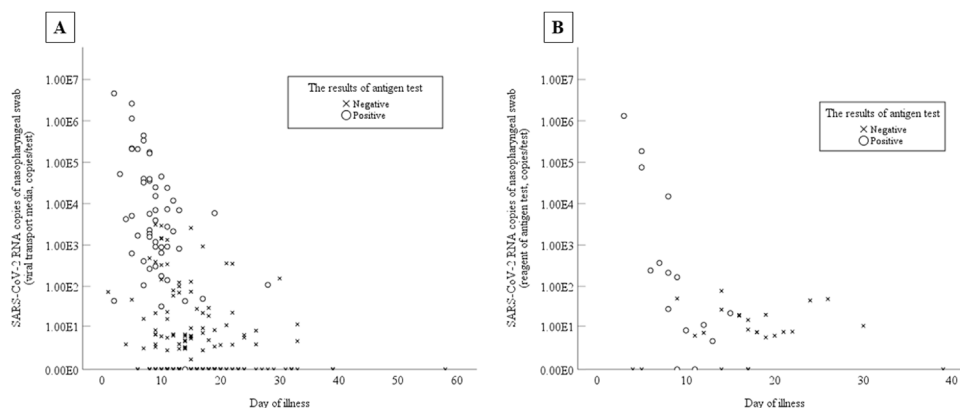 A
SARS-CoV-2 RNA copies of nasopharyngeal swab
(viral transport media, copies/test)
1.00E7
1.00E6
1.00E5
1.00E4
1.00E3
1.00E2
1.00E1
0.00E0
The results of antigen test
× Negative
○ Positive
0 10 20 30 40 50 60
Day of illness
B
SARS-CoV-2 RNA copies of nasopharyngeal swab
(reagent of antigen test, copies/test)
1.00E7
1.00E6
1.00E5
1.00E4
1.00E3
1.00E2
1.00E1
0.00E0
The results of antigen test
× Negative
○ Positive
0 10 20 30 40
Day of illness